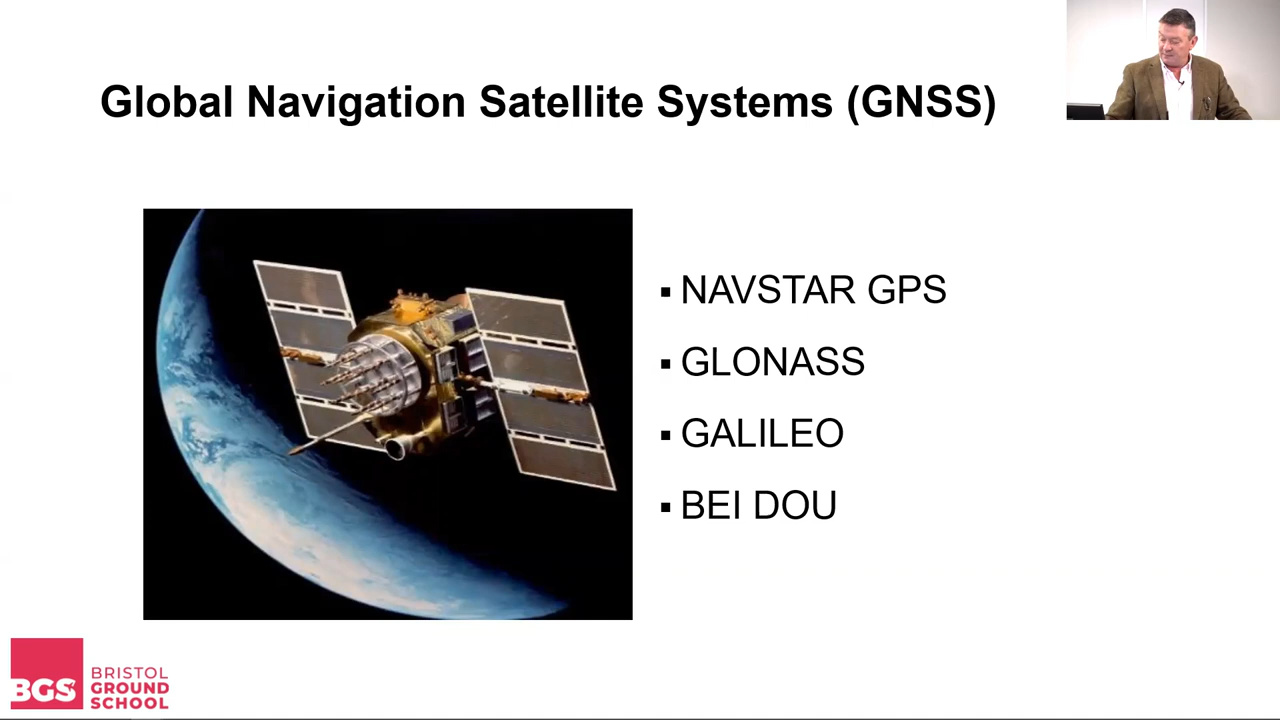 Global Navigation Satellite Systems (GNSS)
▪ NAVSTAR GPS
▪ GLONASS
▪ GALILEO
▪ BEI DOU
BGS
BRISTOL
GROUND
SCHOOL